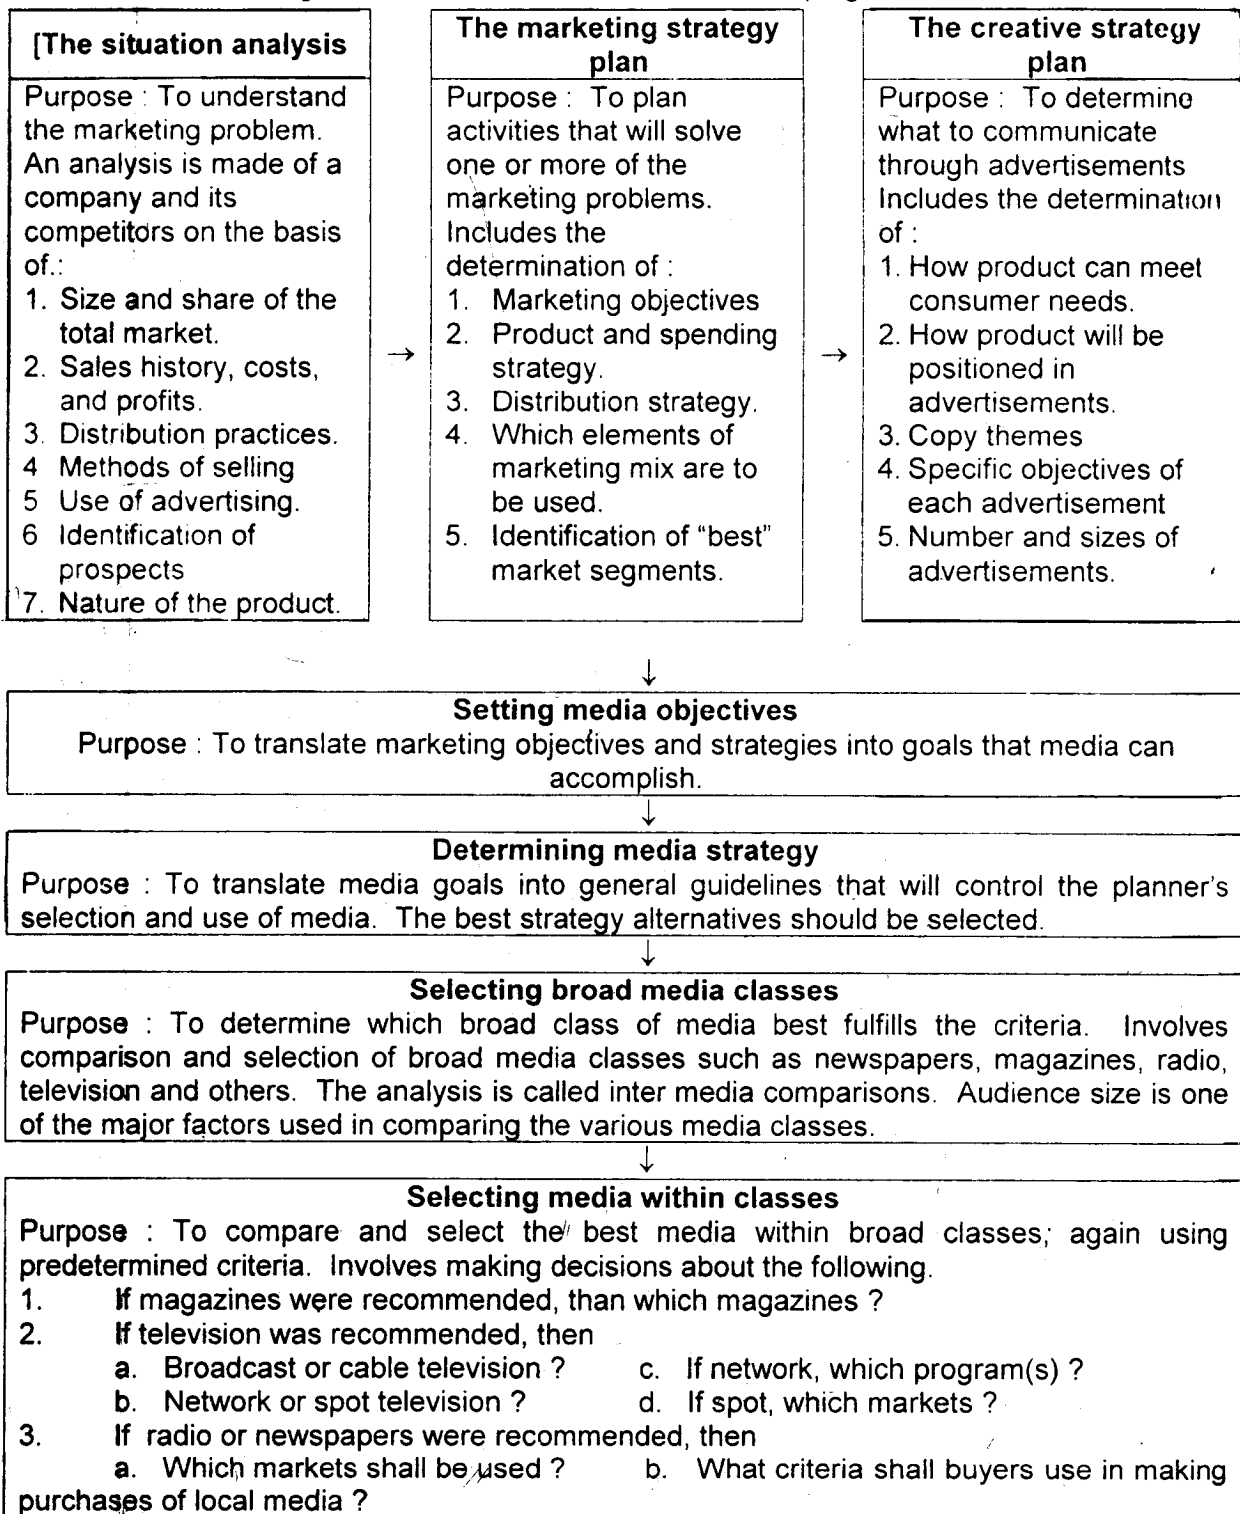 [The situation analysis
Purpose : To understand
the marketing problem.
An analysis is made of a
company and its
competitors on the basis
of.:
1. Size and share of the
total market.
2. Sales history, costs,
and profits.
3. Distribution practices.
4 Methods of selling
5 Use of advertising.
6 Identification of
prospects
7. Nature of the product.
→
The marketing strategy
plan
Purpose : To plan
activities that will solve
one or more of the
marketing problems.
Includes the
determination of :
1. Marketing objectives
2. Product and spending
strategy.
3. Distribution strategy.
4. Which elements of
marketing mix are to
be used.
5. Identification of “best”
market segments.
→
The creative strategy
plan
Purpose : To determine
what to communicate
through advertisements
Includes the determination
of :
1. How product can meet
consumer needs.
2. How product will be
positioned in
advertisements.
3. Copy themes
4. Specific objectives of
each advertisement
5. Number and sizes of
advertisements.
↓
Setting media objectives
Purpose : To translate marketing objectives and strategies into goals that media can
accomplish.
↓
Determining media strategy
Purpose : To translate media goals into general guidelines that will control the planner's
selection and use of media. The best strategy alternatives should be selected.
↓
Selecting broad media classes
Purpose : To determine which broad class of media best fulfills the criteria. Involves
comparison and selection of broad media classes such as newspapers, magazines, radio,
television and others. The analysis is called inter media comparisons. Audience size is one
of the major factors used in comparing the various media classes.
↓
Selecting media within classes
Purpose : To compare and select the best media within broad classes; again using
predetermined criteria. Involves making decisions about the following.
1. If magazines were recommended, than which magazines ?
2. If television was recommended, then
a. Broadcast or cable television ? c. If network, which program(s) ?
b. Network or spot television ? d. If spot, which markets ?
3. If radio or newspapers were recommended, then
a. Which markets shall be used ? b. What criteria shall buyers use in making
purchases of local media ?